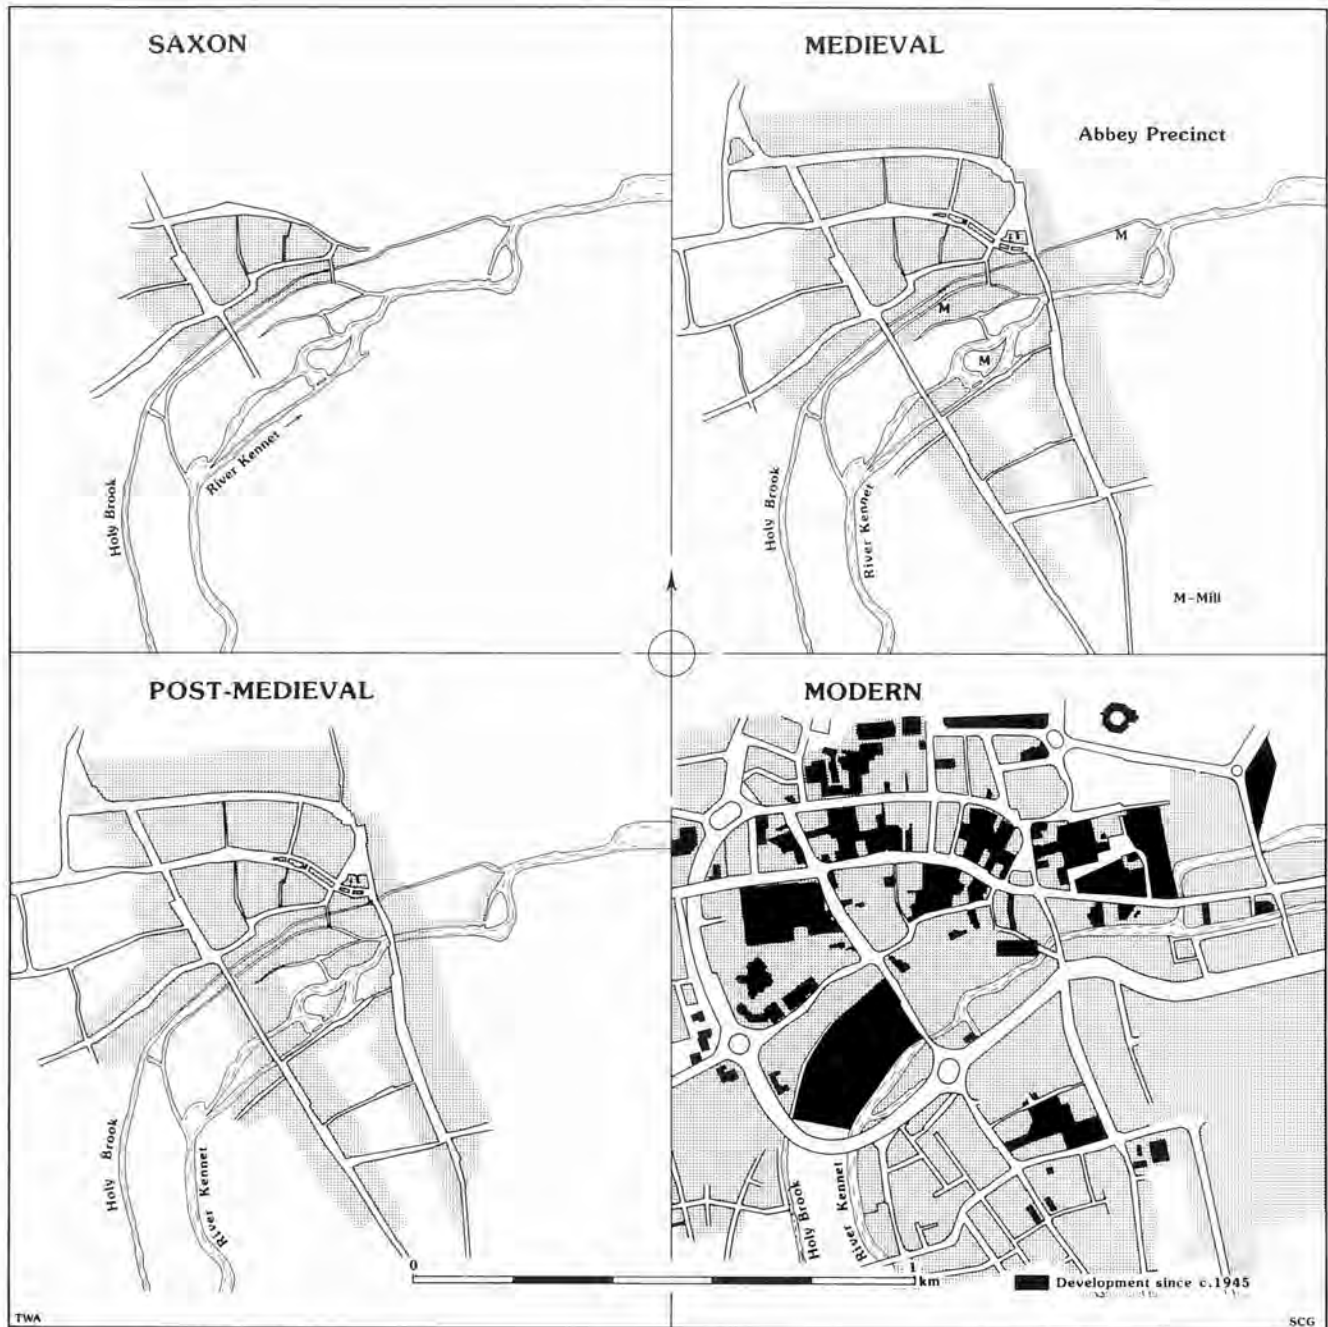 SAXON
Holy Brook
River Kennet
MEDIEVAL
Abbey Precinct
M
M
M
Holy Brook
River Kennet
M-Mill
POST-MEDIEVAL
Holy Brook
River Kennet
0
1
km
MODERN
Holy Brook
River Kennet
Development since c.1945
TWA
SCG